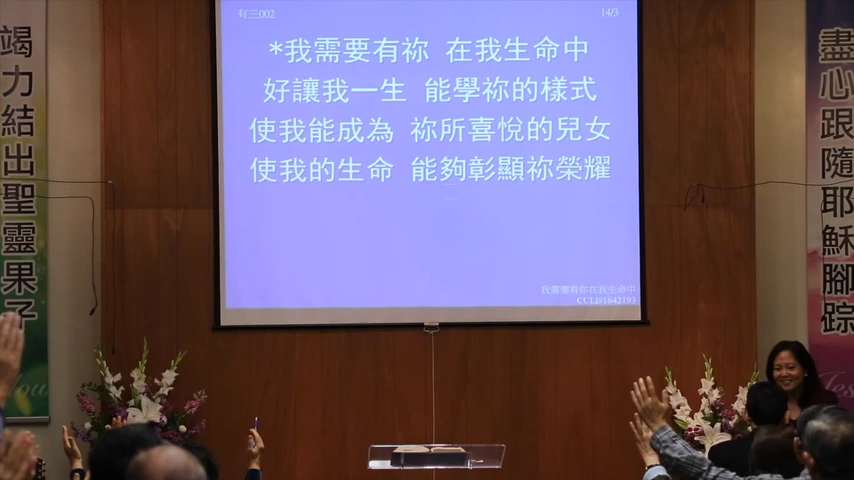 有三002
14/3
*我需要有祢 在我生命中
好讓我一生 能學祢的樣式
使我能成為 祢所喜悅的兒女
使我的生命 能夠彰顯祢榮耀
我需要有你在我生命中
CCLI#1642193
竭力結出聖靈果子
盡心跟隨耶穌腳踪